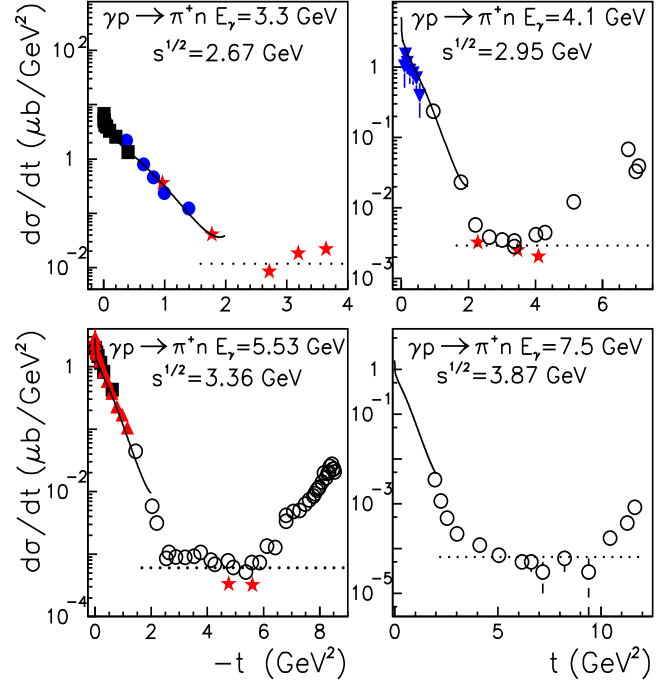 γp → π⁺n E_γ=3.3 GeV
s^{1/2}=2.67 GeV
dσ/dt (μb/GeV²)
10²
1
10⁻²
0 1 2 3 4
γp → π⁺n E_γ=4.1 GeV
s^{1/2}=2.95 GeV
1
10⁻¹
10⁻²
10⁻³
0 2 4 6
γp → π⁺n E_γ=5.53 GeV
s^{1/2}=3.36 GeV
dσ/dt (μb/GeV²)
1
10⁻²
10⁻⁴
0 2 4 6 8
−t (GeV²)
γp → π⁺n E_γ=7.5 GeV
s^{1/2}=3.87 GeV
1
10⁻¹
10⁻³
10⁻⁵
0 5 10
t (GeV²)